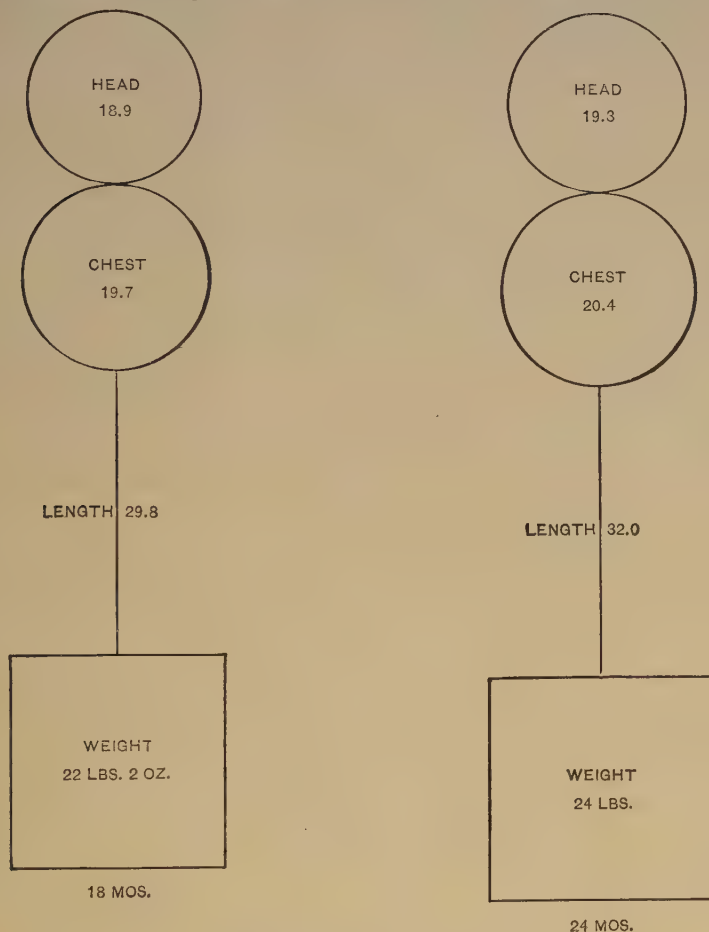 HEAD
18.9
CHEST
19.7
LENGTH 29.8
WEIGHT
22 LBS. 2 OZ.
18 MOS.
HEAD
19.3
CHEST
20.4
LENGTH 32.0
WEIGHT
24 LBS.
24 MOS.